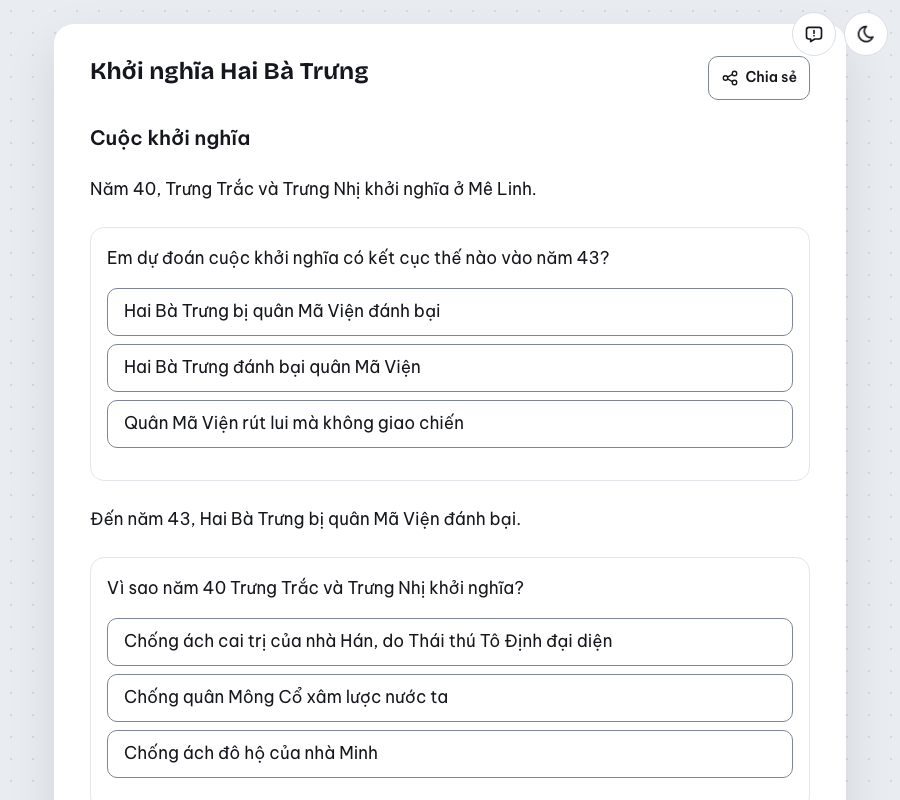 Khởi nghĩa Hai Bà Trưng
Chia sẻ
Cuộc khởi nghĩa
Năm 40, Trưng Trắc và Trưng Nhị khởi nghĩa ở Mê Linh.
Em dự đoán cuộc khởi nghĩa có kết cục thế nào vào năm 43?
Hai Bà Trưng bị quân Mã Viện đánh bại
Hai Bà Trưng đánh bại quân Mã Viện
Quân Mã Viện rút lui mà không giao chiến
Đến năm 43, Hai Bà Trưng bị quân Mã Viện đánh bại.
Vì sao năm 40 Trưng Trắc và Trưng Nhị khởi nghĩa?
Chống ách cai trị của nhà Hán, do Thái thú Tô Định đại diện
Chống quân Mông Cổ xâm lược nước ta
Chống ách đô hộ của nhà Minh